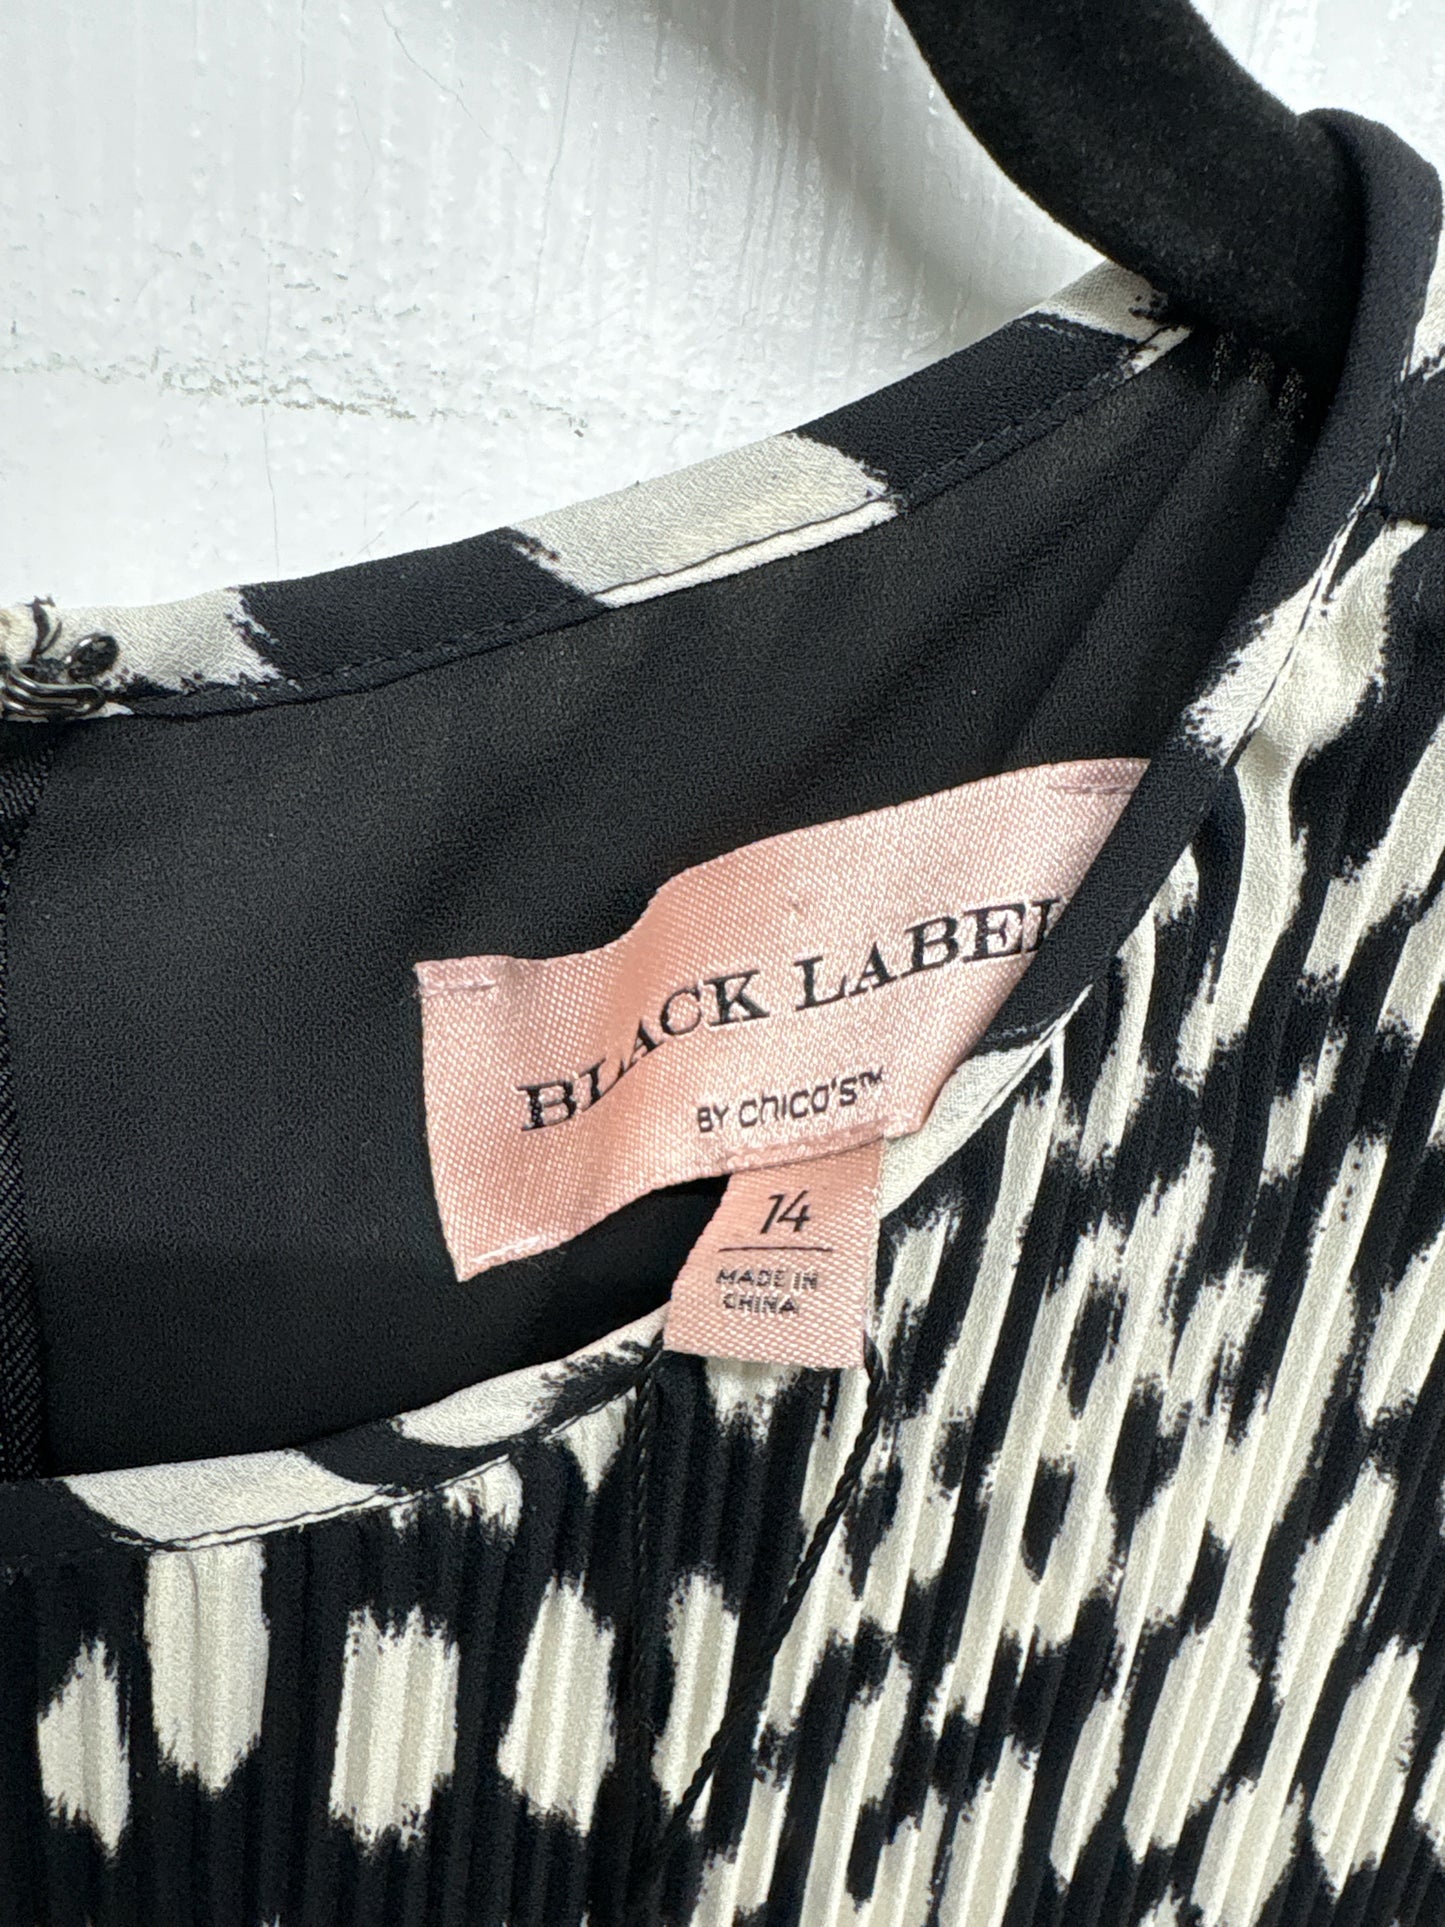 BLACK LABEL
BY chico's™
14
MADE IN
CHINA